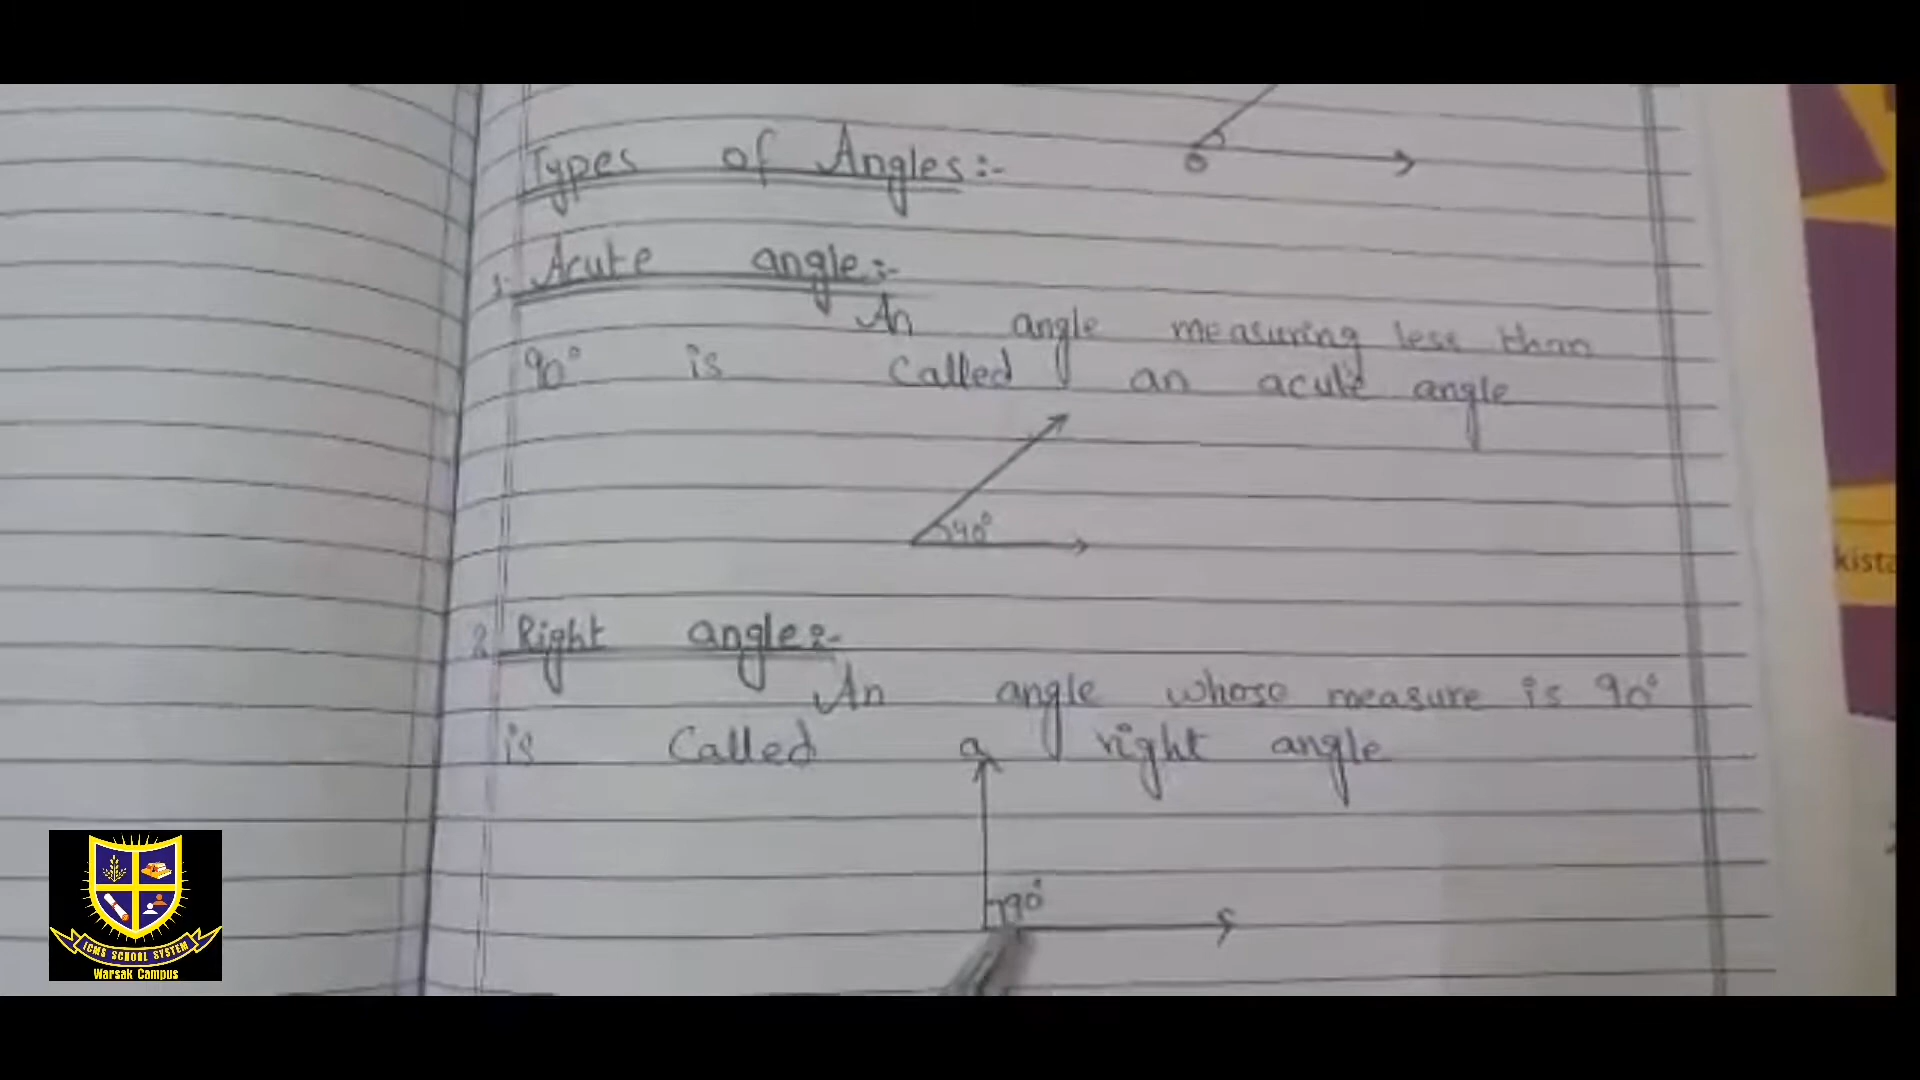 Types of Angles:-
O
1. Acute angle:-
An angle measuring less than
90° is called an acute angle
40°
2. Right angle:-
An angle whose measure is 90°
is called a right angle
90°
kista
ICMS SCHOOL SYSTEM
Warsak Campus